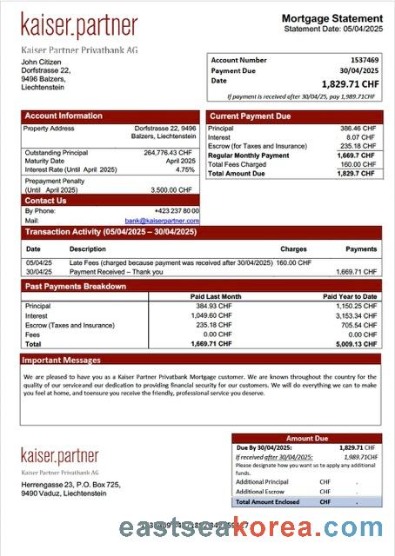 kaiser.partner
Kaiser Partner Privatbank AG
Mortgage Statement
Statement Date: 05/04/2025
John Citizen
Dorfstrasse 22,
9496 Balzers,
Liechtenstein
Account Number 1537469
Payment Due 30/04/2025
Date 1,829.71 CHF
If payment is received after 30/04/2025, pay 1,989.71CHF
Account Information
Property Address Dorfstrasse 22, 9496
Balzers, Liechtenstein
Outstanding Principal 264,776.43 CHF
Maturity Date April 2025
Interest Rate (Until April 2025) 4.75%
Prepayment Penalty
(Until April 2025) 3,500.00 CHF
Contact Us
By Phone: +423 237 80 00
Mail: bank@kaiserpartner.com
Current Payment Due
Principal 386.46 CHF
Interest 8.07 CHF
Escrow (for Taxes and Insurance) 235.18 CHF
Regular Monthly Payment 1,669.7 CHF
Total Fees Charged 160.00 CHF
Total Amount Due 1,829.7 CHF
Transaction Activity (05/04/2025 – 30/04/2025)
Date Description Charges Payments
05/04/25 Late Fees (charged because payment was received after 30/04/2025) 160.00 CHF
30/04/25 Payment Received – Thank you 1,669.71 CHF
Past Payments Breakdown
Paid Last Month Paid Year to Date
Principal 384.93 CHF 1,150.25 CHF
Interest 1,049.60 CHF 3,153.34 CHF
Escrow (Taxes and Insurance) 235.18 CHF 705.54 CHF
Fees 0.00 CHF 0.00 CHF
Total 1,669.71 CHF 5,009.13 CHF
Important Messages
We are pleased to have you as a Kaiser Partner Privatbank Mortgage customer. We are known throughout the country for the
quality of our service and our dedication to providing financial security for our customers. We will do everything we can to make
you feel at home, and toensure you receive the friendly, professional service you deserve.
kaiser.partner
Kaiser Partner Privatbank AG
Herrengasse 23, P.O. Box 725,
9490 Vaduz, Liechtenstein
Amount Due
Due By 30/04/2025: 1,829.71 CHF
If received after 30/04/2025: 1,989.71CHF
Please designate how you want us to apply any additional
funds.
Additional Principal CHF -
Additional Escrow CHF -
Total Amount Enclosed CHF -
eastseakorea.com